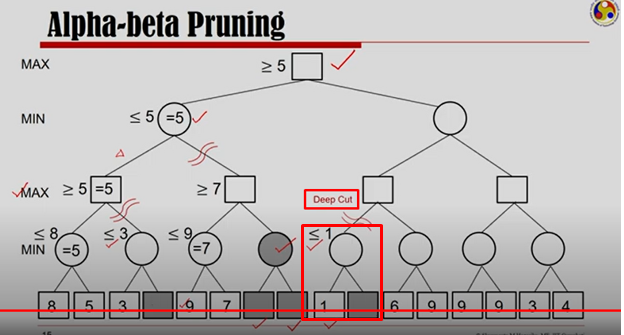 Alpha-beta Pruning
MAX ≥ 5
MIN ≤ 5 =5
MAX ≥ 5 =5 ≥ 7 Deep Cut
≤ 8 ≤ 3 ≤ 9 ≤ 1
MIN =5 =7
8 5 3 9 7 1 6 9 9 9 3 4